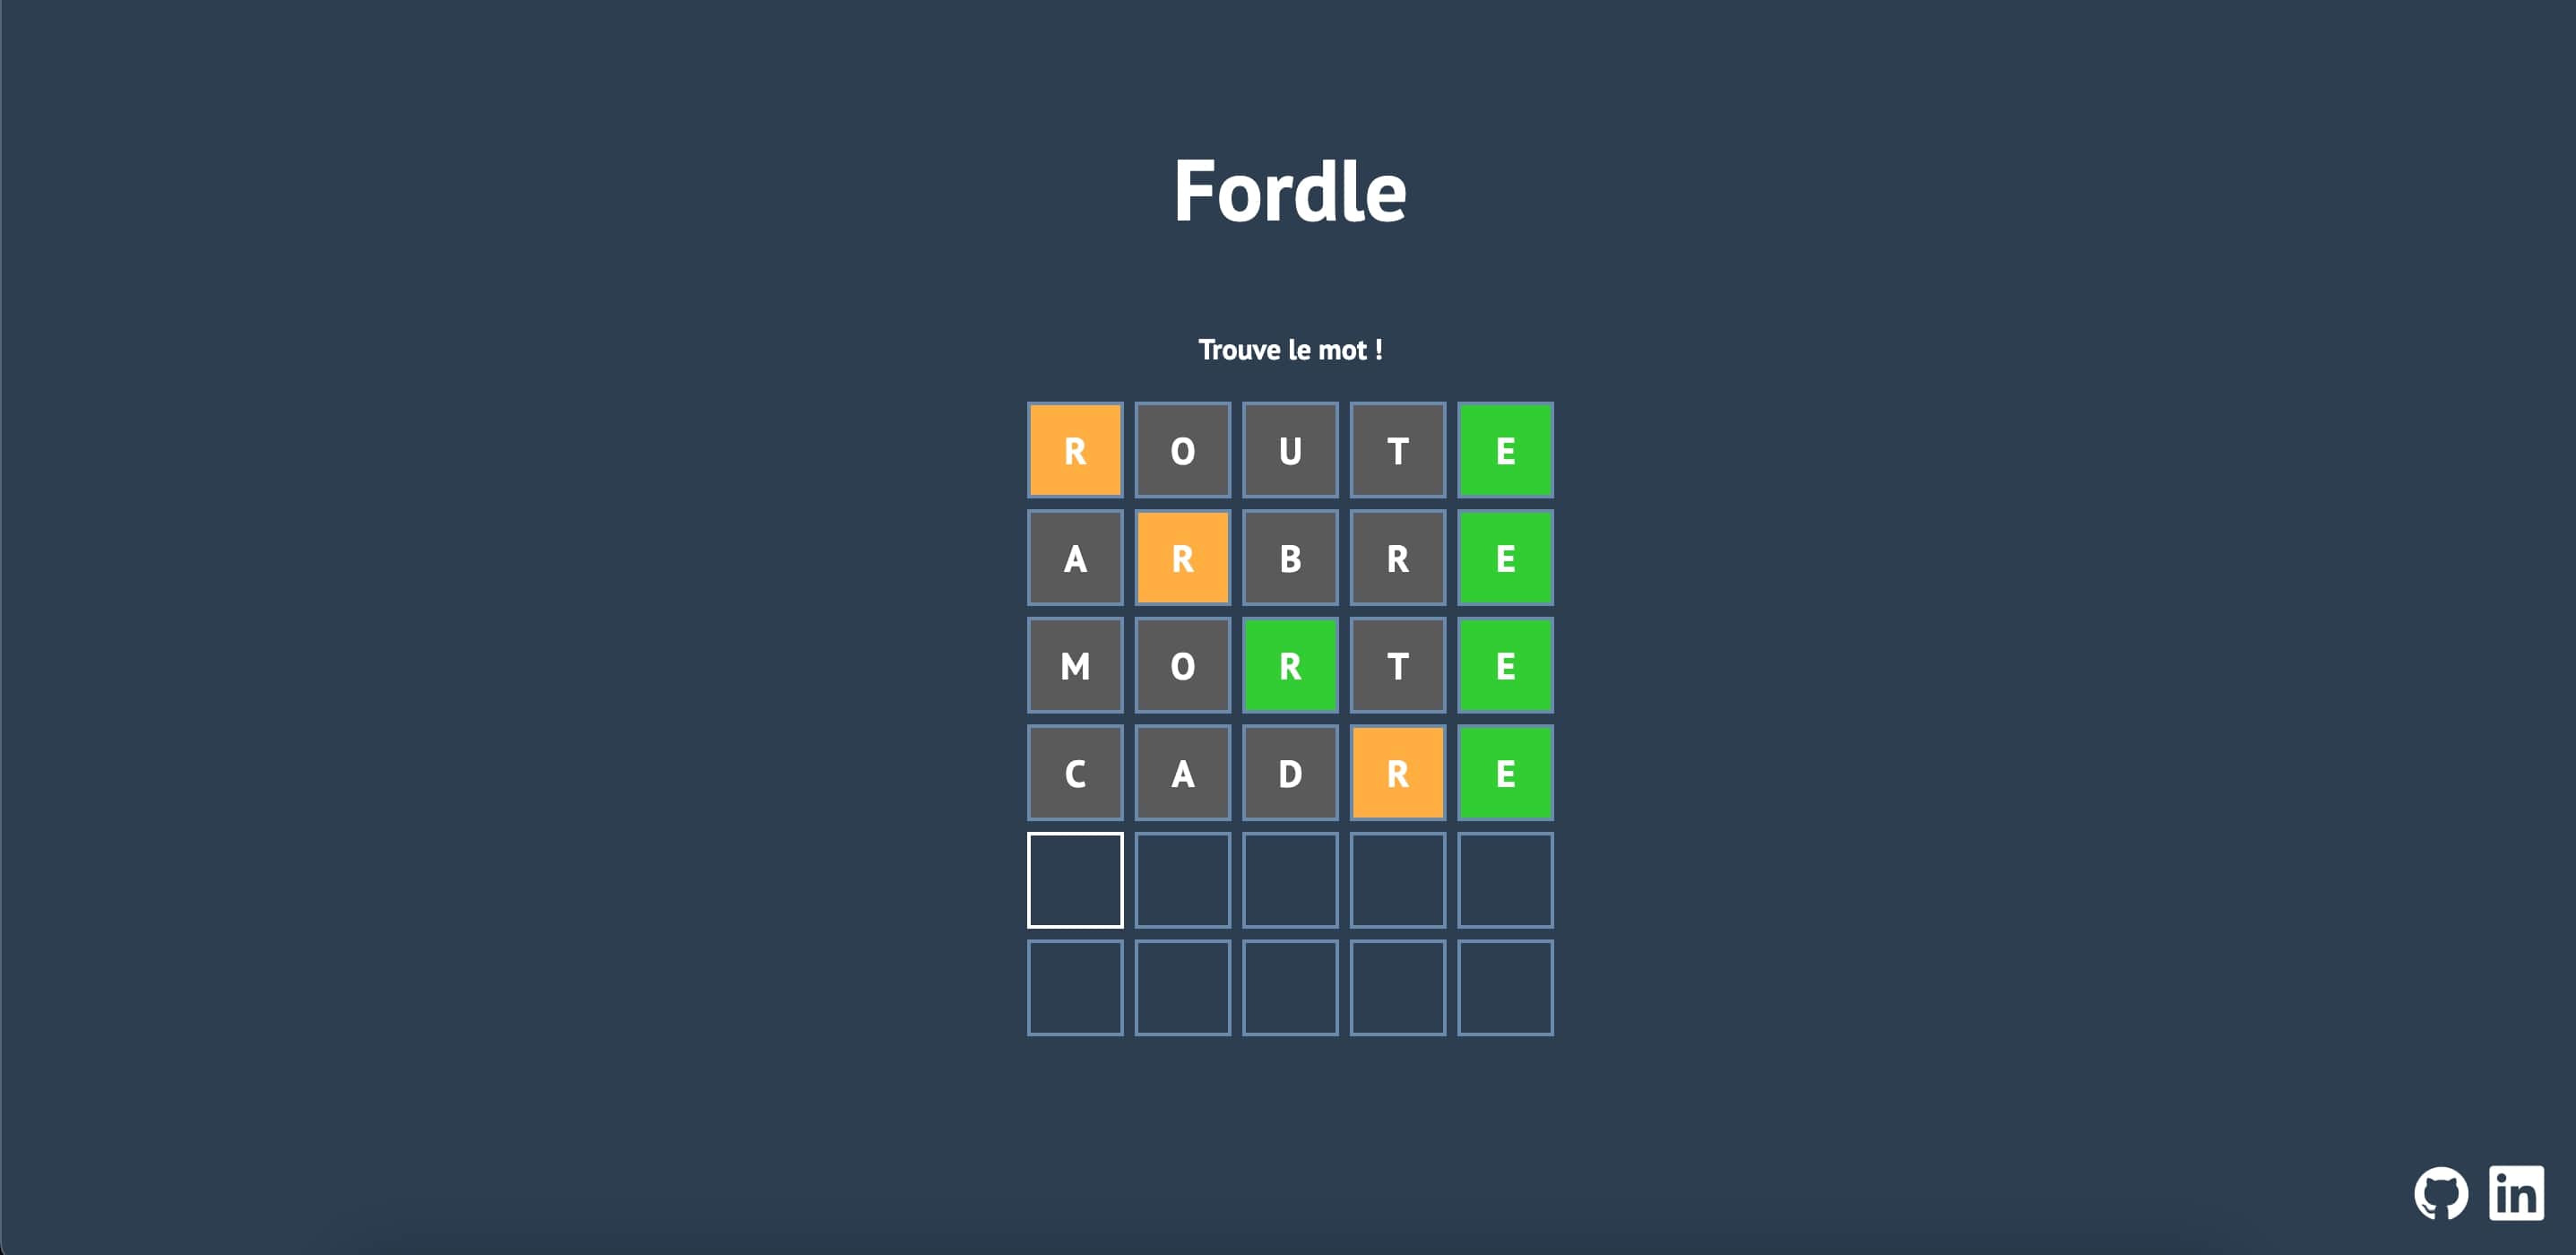 Fordle
Trouve le mot !
R O U T E
A R B R E
M O R T E
C A D R E
in